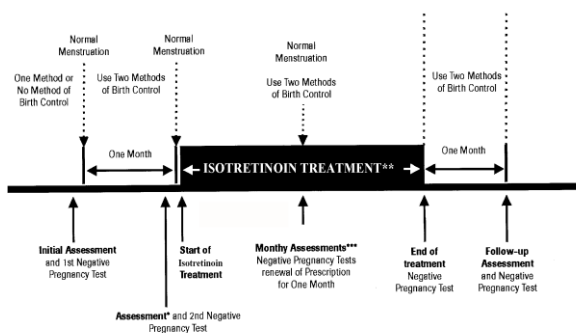 Normal
Menstruation
Normal
Menstruation
Normal
Menstruation
One Method or
No Method of
Birth Control
Use Two Methods
of Birth Control
Use Two Methods
of Birth Control
Use Two Methods
of Birth Control
One Month
ISOTRETINOIN TREATMENT**
One Month
Initial Assessment
and 1st Negative
Pregnancy Test
Assessment* and 2nd Negative
Pregnancy Test
Start of
Isotretinoin
Treatment
Monthy Assessments***
Negative Pregnancy Tests
renewal of Prescription
for One Month
End of
treatment
Negative
Pregnancy Test
Follow-up
Assessment
and Negative
Pregnancy Test